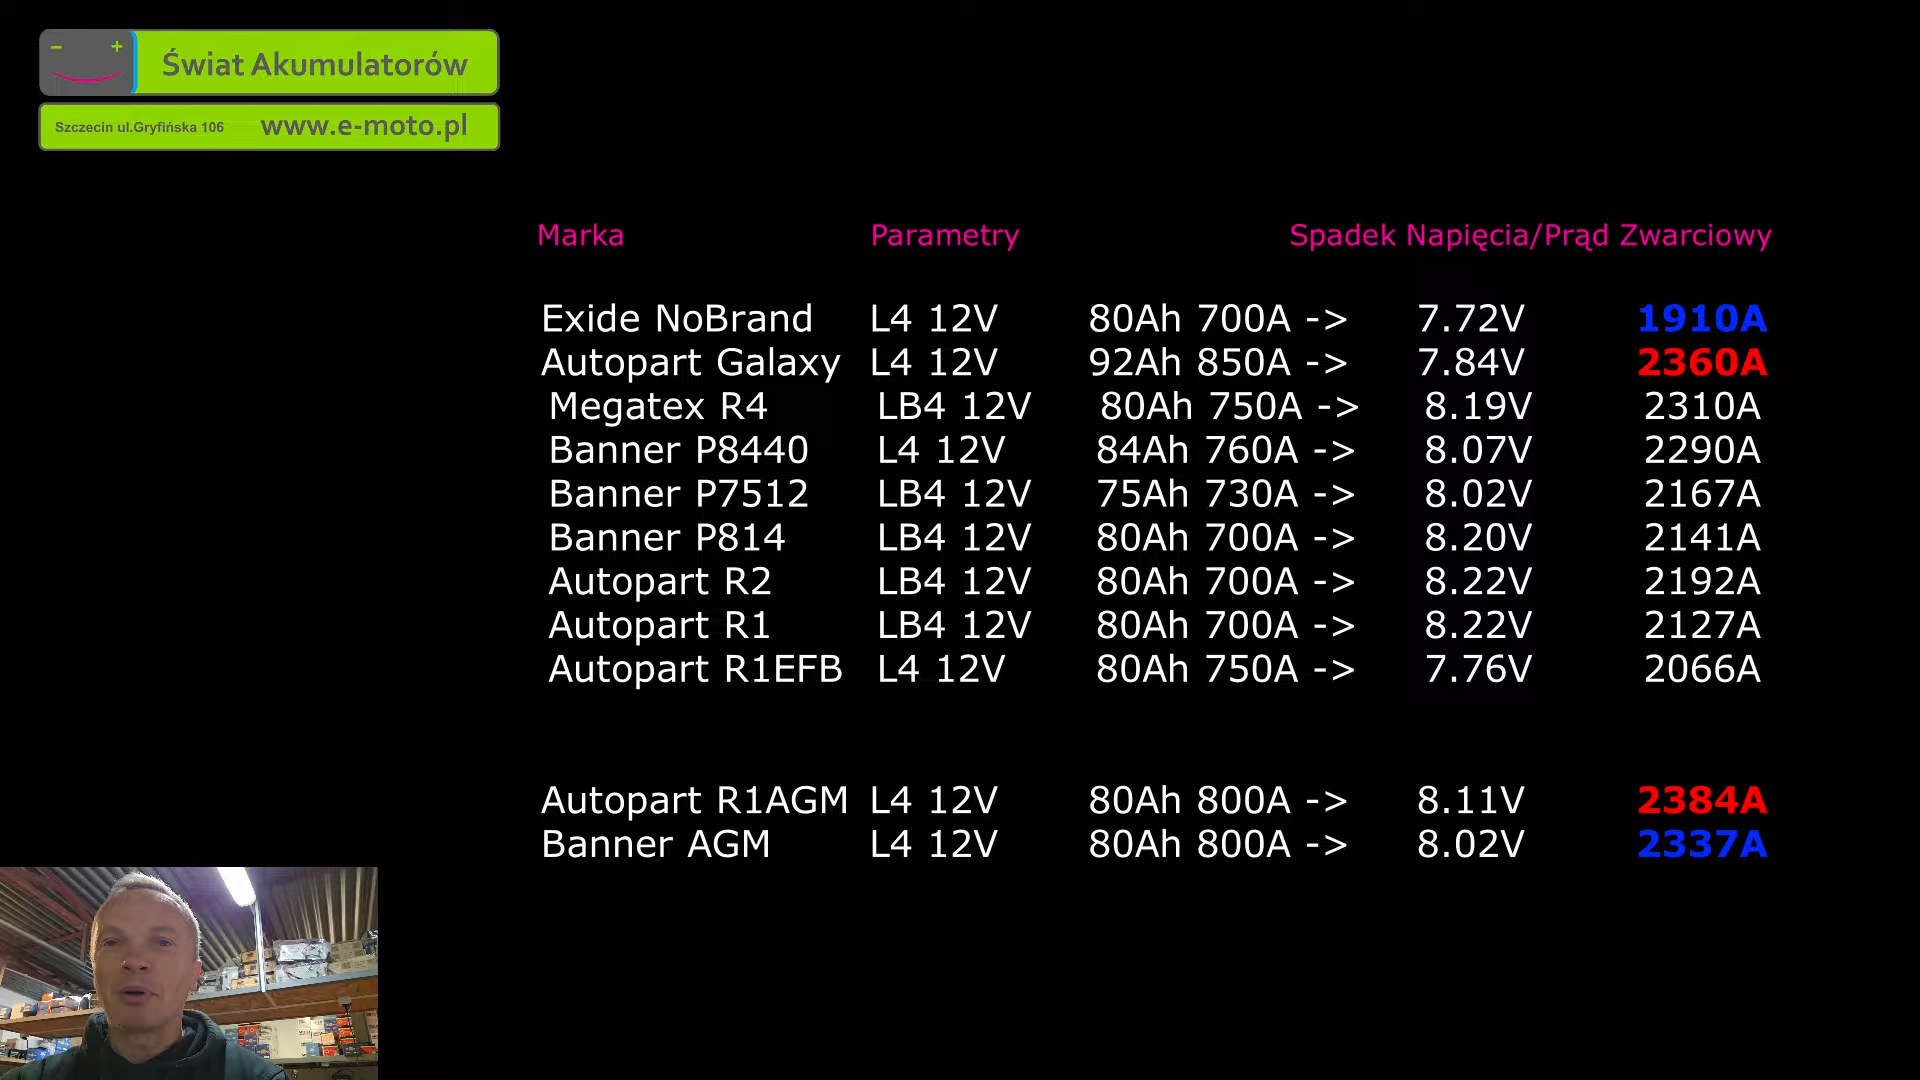 - +
Świat Akumulatorów
Szczecin ul.Gryfińska 106 www.e-moto.pl
Marka Parametry Spadek Napięcia/Prąd Zwarciowy
Exide NoBrand L4 12V 80Ah 700A -> 7.72V 1910A
Autopart Galaxy L4 12V 92Ah 850A -> 7.84V 2360A
Megatex R4 LB4 12V 80Ah 750A -> 8.19V 2310A
Banner P8440 L4 12V 84Ah 760A -> 8.07V 2290A
Banner P7512 LB4 12V 75Ah 730A -> 8.02V 2167A
Banner P814 LB4 12V 80Ah 700A -> 8.20V 2141A
Autopart R2 LB4 12V 80Ah 700A -> 8.22V 2192A
Autopart R1 LB4 12V 80Ah 700A -> 8.22V 2127A
Autopart R1EFB L4 12V 80Ah 750A -> 7.76V 2066A
Autopart R1AGM L4 12V 80Ah 800A -> 8.11V 2384A
Banner AGM L4 12V 80Ah 800A -> 8.02V 2337A